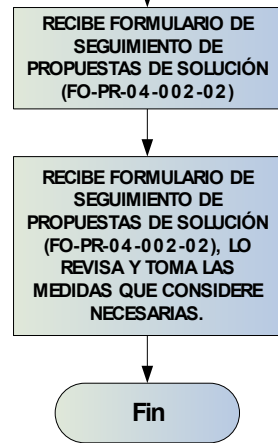 RECIBE FORMULARIO DE
SEGUIMIENTO DE
PROPUESTAS DE SOLUCIÓN
(FO-PR-04-002-02)
RECIBE FORMULARIO DE
SEGUIMIENTO DE
PROPUESTAS DE SOLUCIÓN
(FO-PR-04-002-02), LO
REVISA Y TOMA LAS
MEDIDAS QUE CONSIDERE
NECESARIAS.
Fin